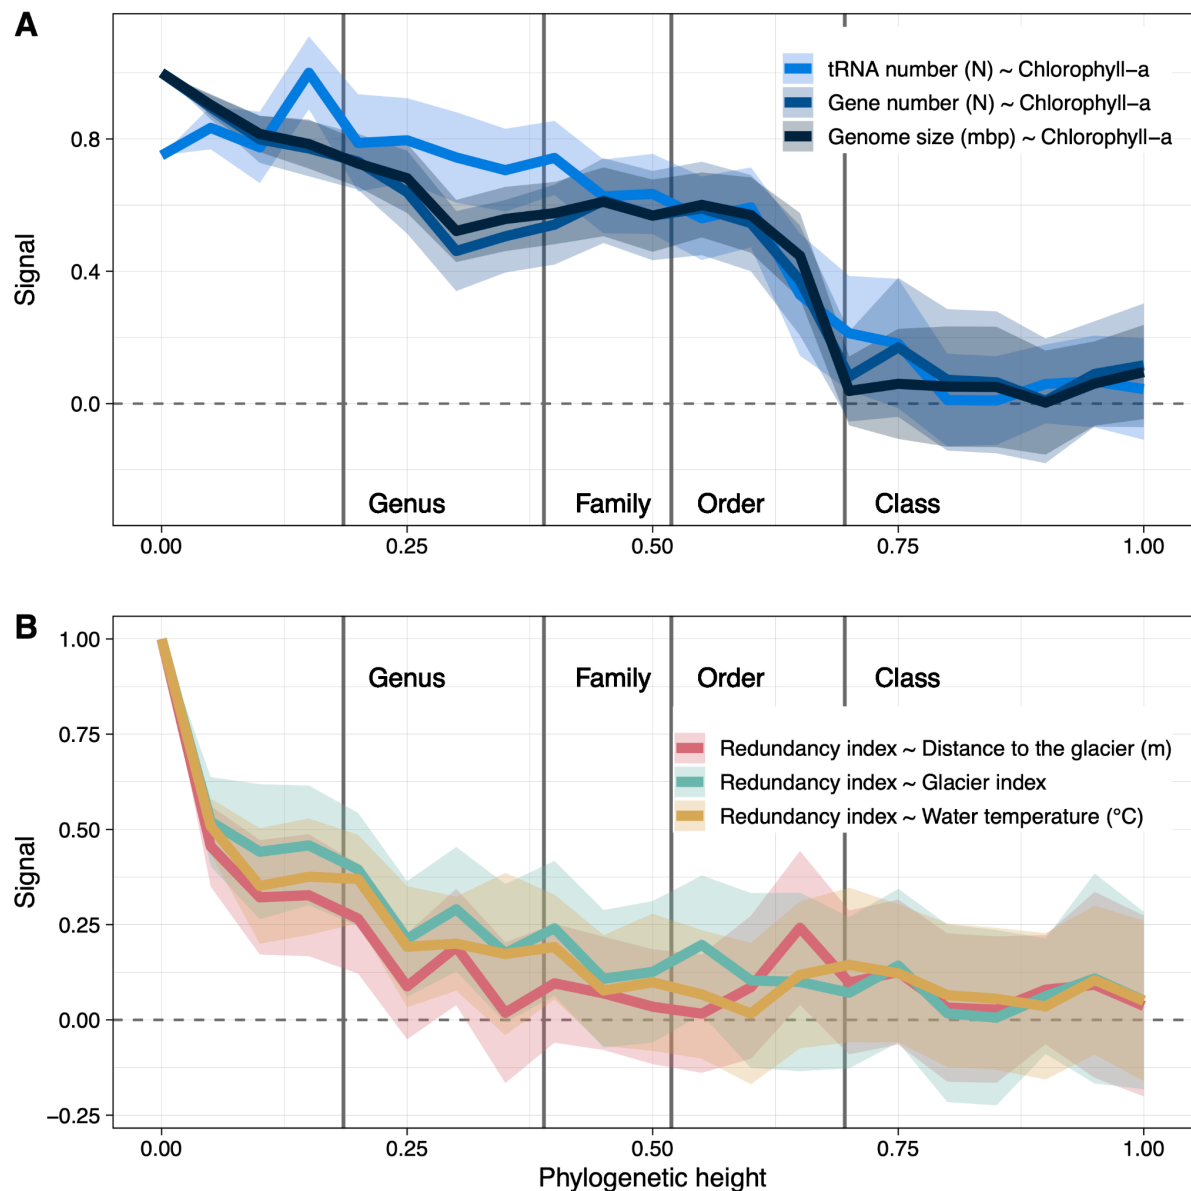 A
tRNA number (N) ~ Chlorophyll−a
Gene number (N) ~ Chlorophyll−a
Genome size (mbp) ~ Chlorophyll−a
0.8
0.4
0.0
Signal
Genus Family Order Class
0.00 0.25 0.50 0.75 1.00
B
1.00
0.75
0.50
0.25
0.00
−0.25
Signal
Genus Family Order Class
Redundancy index ~ Distance to the glacier (m)
Redundancy index ~ Glacier index
Redundancy index ~ Water temperature (°C)
0.00 0.25 0.50 0.75 1.00
Phylogenetic height